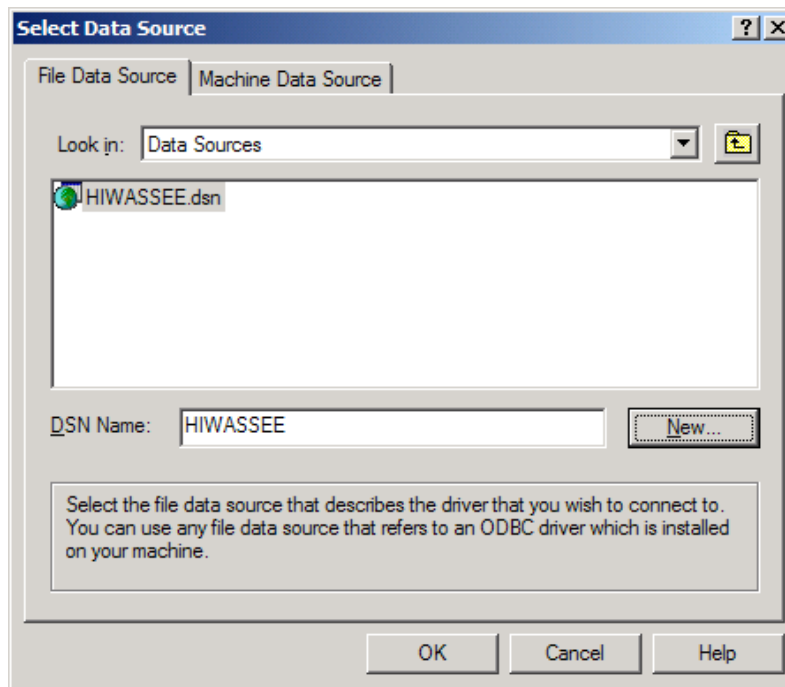 Select Data Source
File Data Source
Machine Data Source
Look in:
Data Sources
HIWASSEE.dsn
DSN Name:
HIWASSEE
New...
Select the file data source that describes the driver that you wish to connect to.
You can use any file data source that refers to an ODBC driver which is installed
on your machine.
OK
Cancel
Help